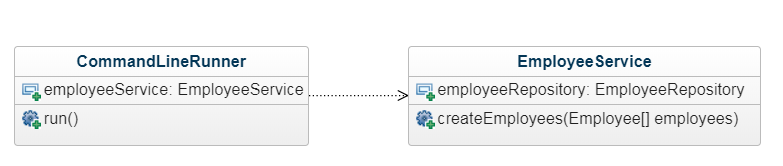 CommandLineRunner
employeeService: EmployeeService
run()
EmployeeService
employeeRepository: EmployeeRepository
createEmployees(Employee[] employees)